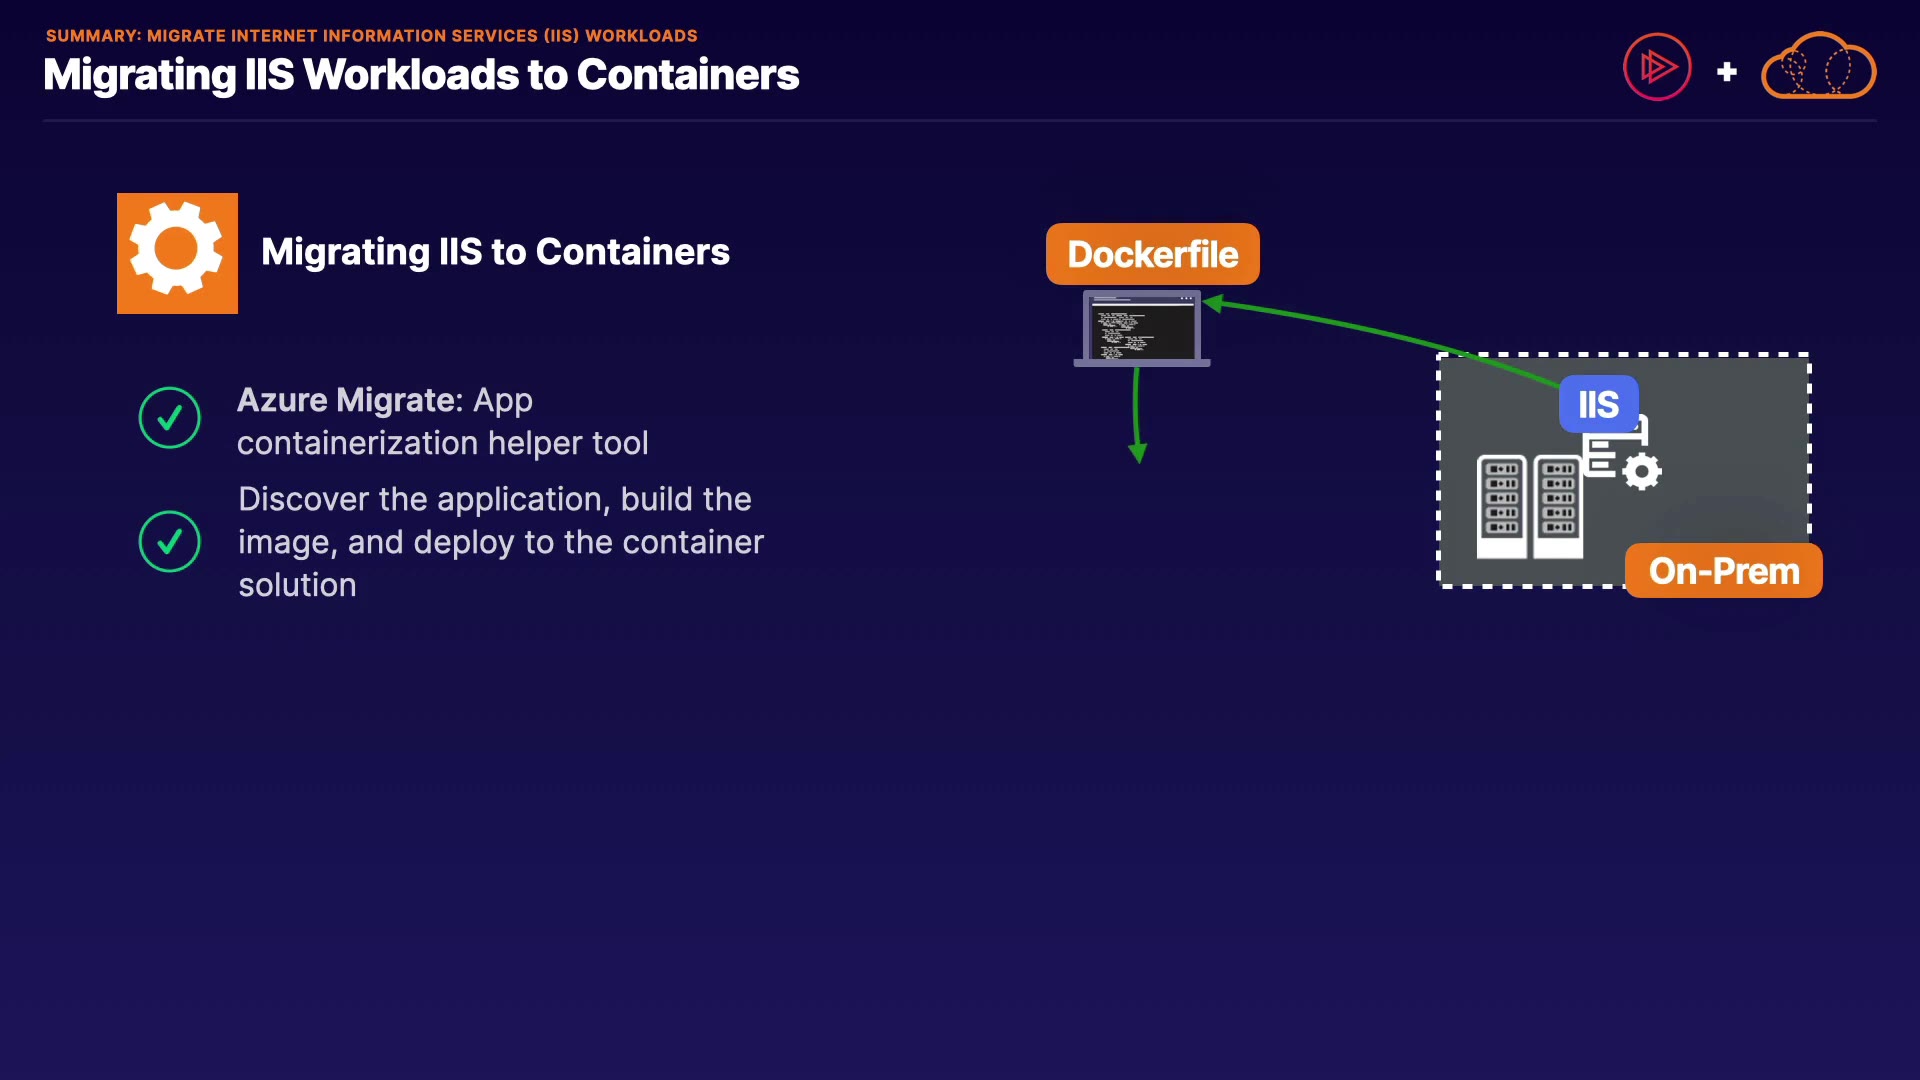 SUMMARY: MIGRATE INTERNET INFORMATION SERVICES (IIS) WORKLOADS
Migrating IIS Workloads to Containers
Migrating IIS to Containers
Azure Migrate: App
containerization helper tool
Discover the application, build the
image, and deploy to the container
solution
Dockerfile
IIS
On-Prem